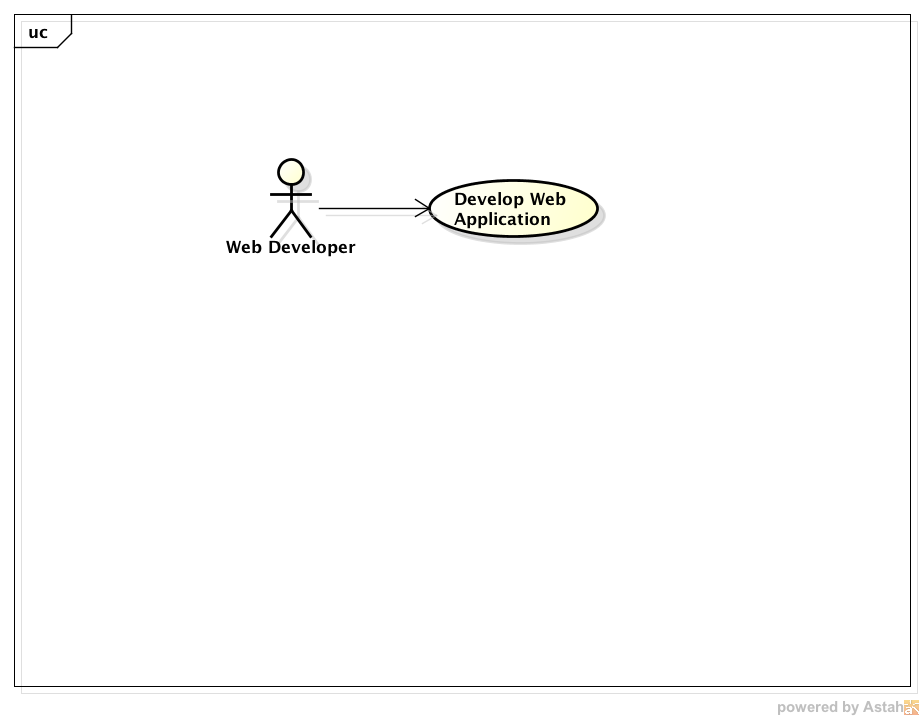 uc
Develop Web
Application
Web Developer
powered by Astah